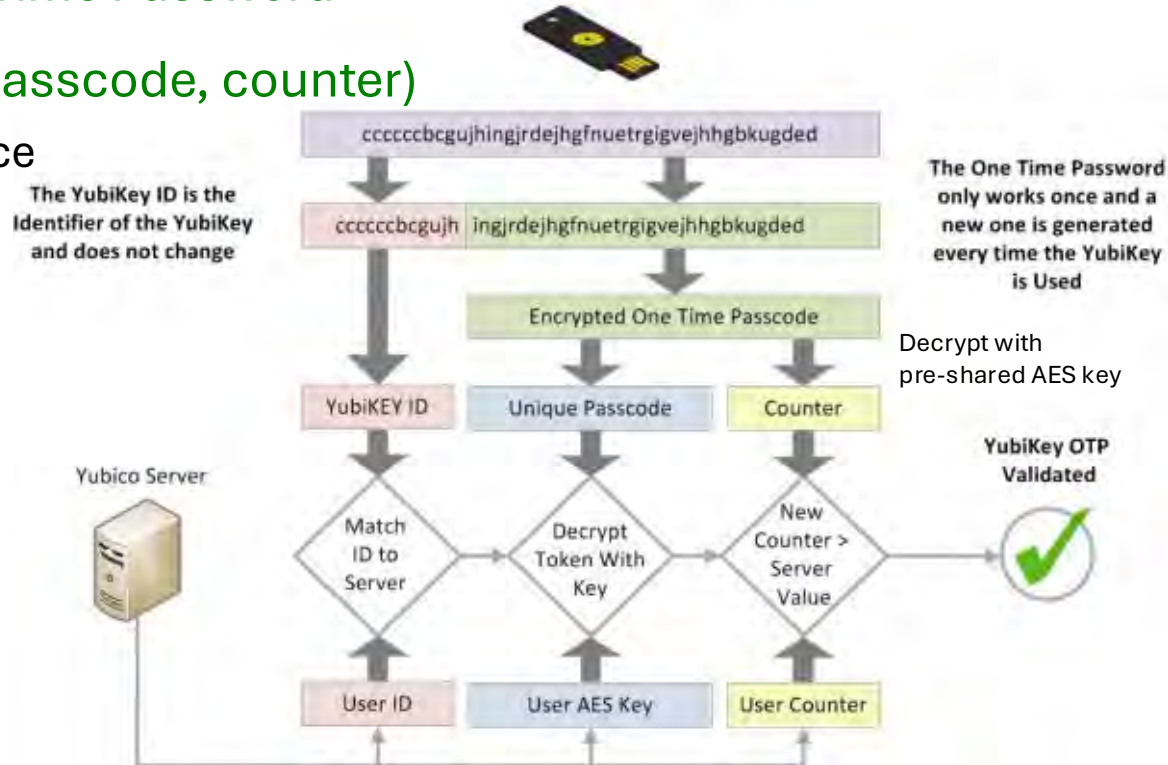 Password
asscode, counter)
ce
ccccccbcgujhingjrdejhgfnuetrgigvejhhgbkugded
The YubiKey ID is the
Identifier of the YubiKey
and does not change
ccccccbcgujh ingjrdejhgfnuetrgigvejhhgbkugded
The One Time Password
only works once and a
new one is generated
every time the YubiKey
is Used
Encrypted One Time Passcode
Decrypt with
pre-shared AES key
YubiKEY ID
Unique Passcode
Counter
Yubico Server
Match
ID to
Server
Decrypt
Token With
Key
New
Counter >
Server
Value
YubiKey OTP
Validated
User ID
User AES Key
User Counter